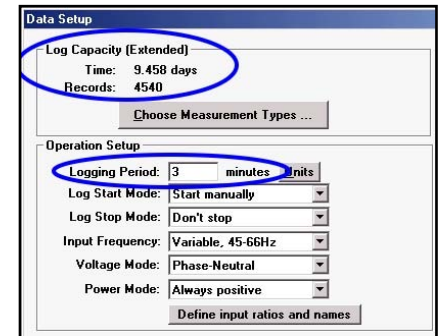 Data Setup
Log Capacity (Extended)
Time: 9.458 days
Records: 4540
Choose Measurement Types ...
Operation Setup
Logging Period: 3 minutes Units
Log Start Mode: Start manually
Log Stop Mode: Don't stop
Input Frequency: Variable, 45-66Hz
Voltage Mode: Phase-Neutral
Power Mode: Always positive
Define input ratios and names